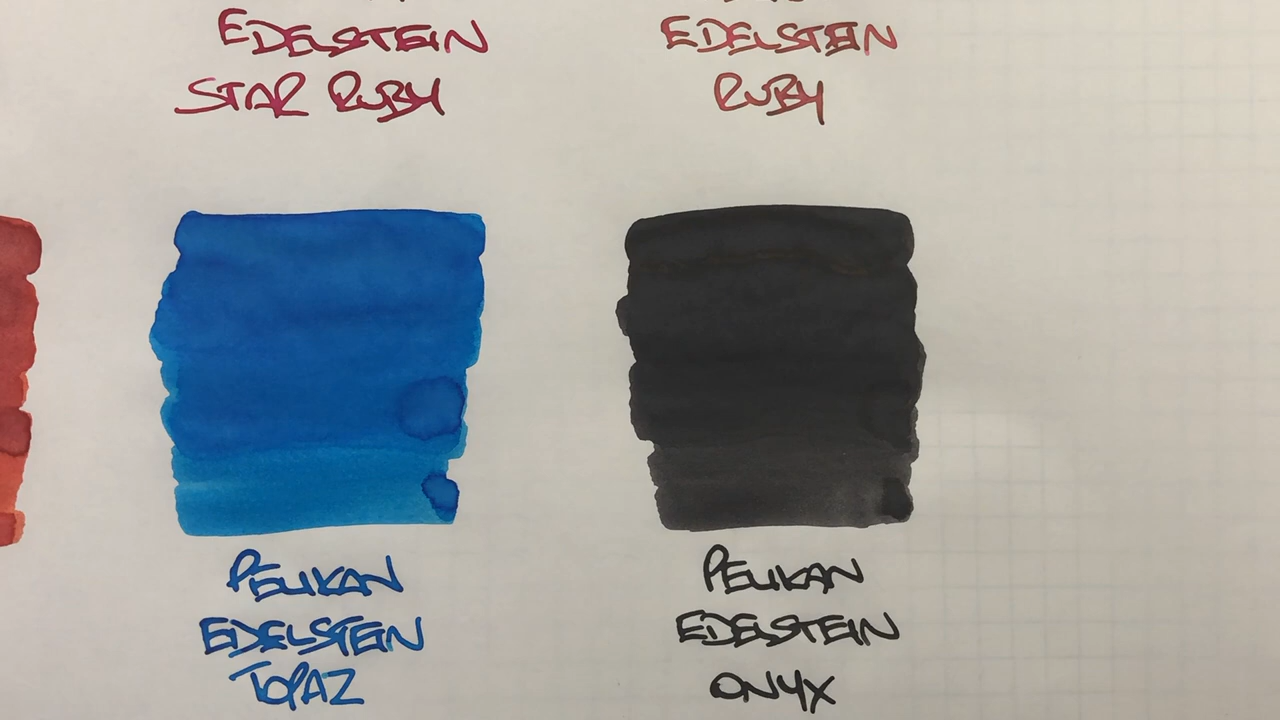 EDELSTEIN
STAR RUBY
EDELSTEIN
RUBY
PELIKAN
EDELSTEIN
TOPAZ
PELIKAN
EDELSTEIN
ONYX